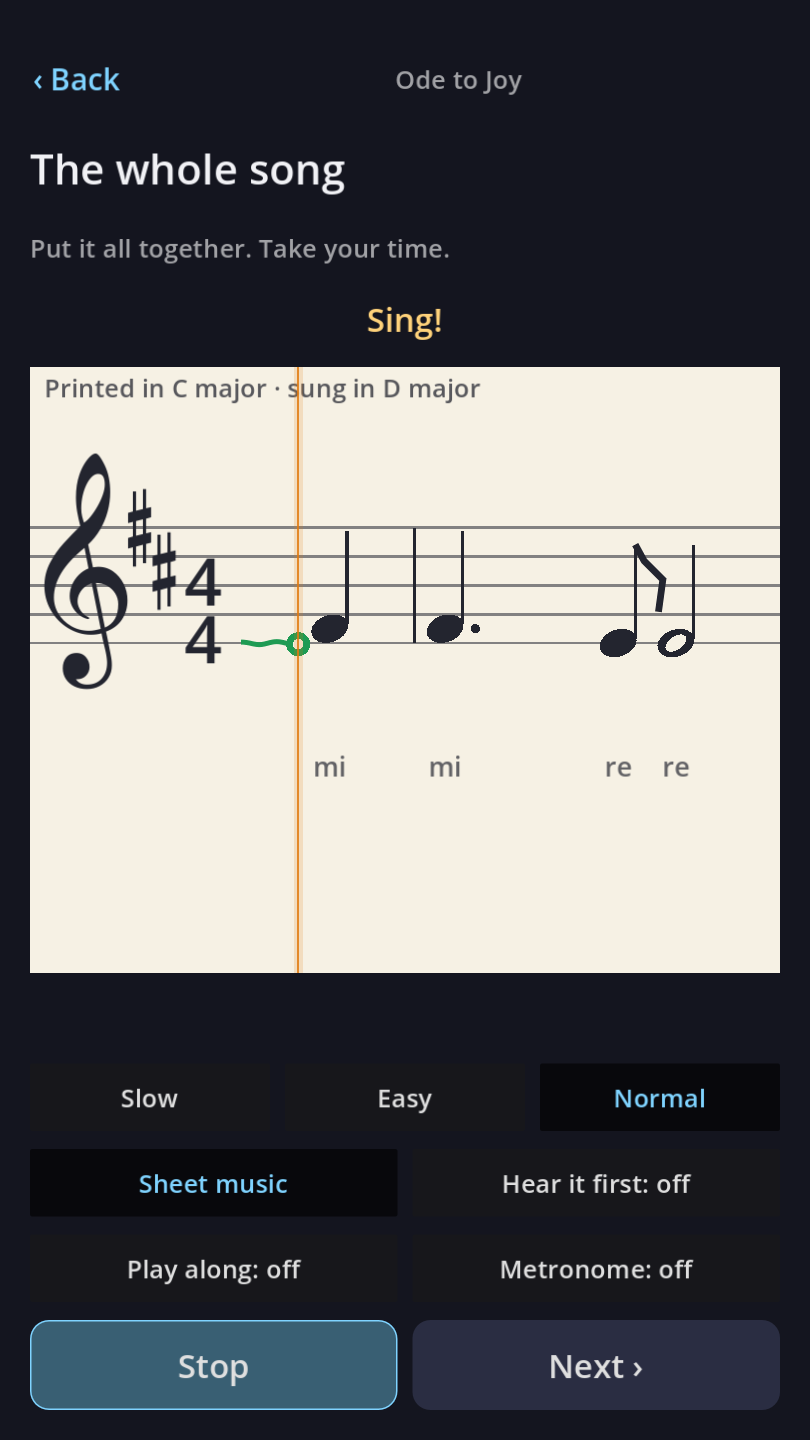 ‹ Back
Ode to Joy
The whole song
Put it all together. Take your time.
Sing!
Printed in C major · sung in D major
4
4
mi mi re re
Slow Easy Normal
Sheet music Hear it first: off
Play along: off Metronome: off
Stop Next ›